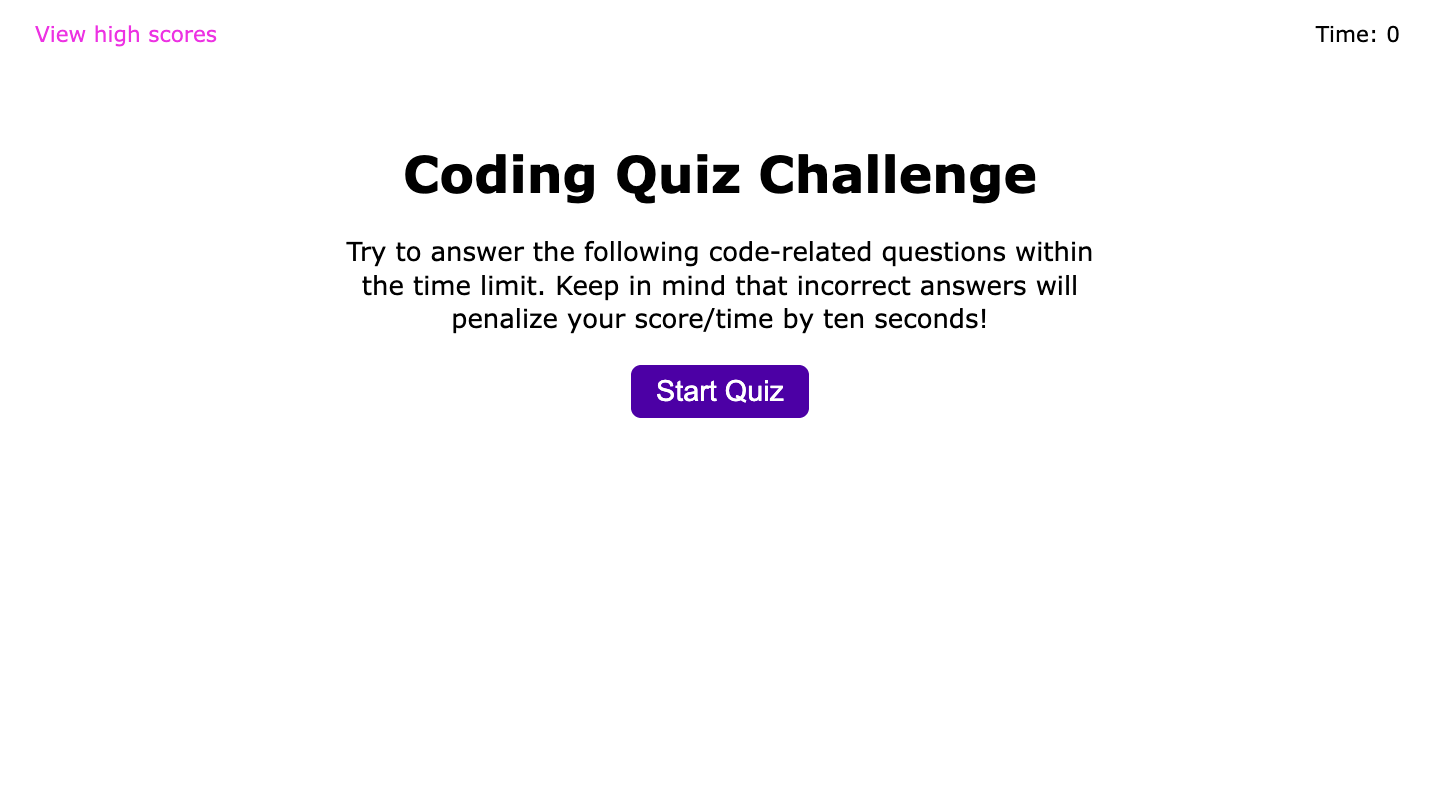 View high scores
Time: 0
Coding Quiz Challenge
Try to answer the following code-related questions within
the time limit. Keep in mind that incorrect answers will
penalize your score/time by ten seconds!
Start Quiz